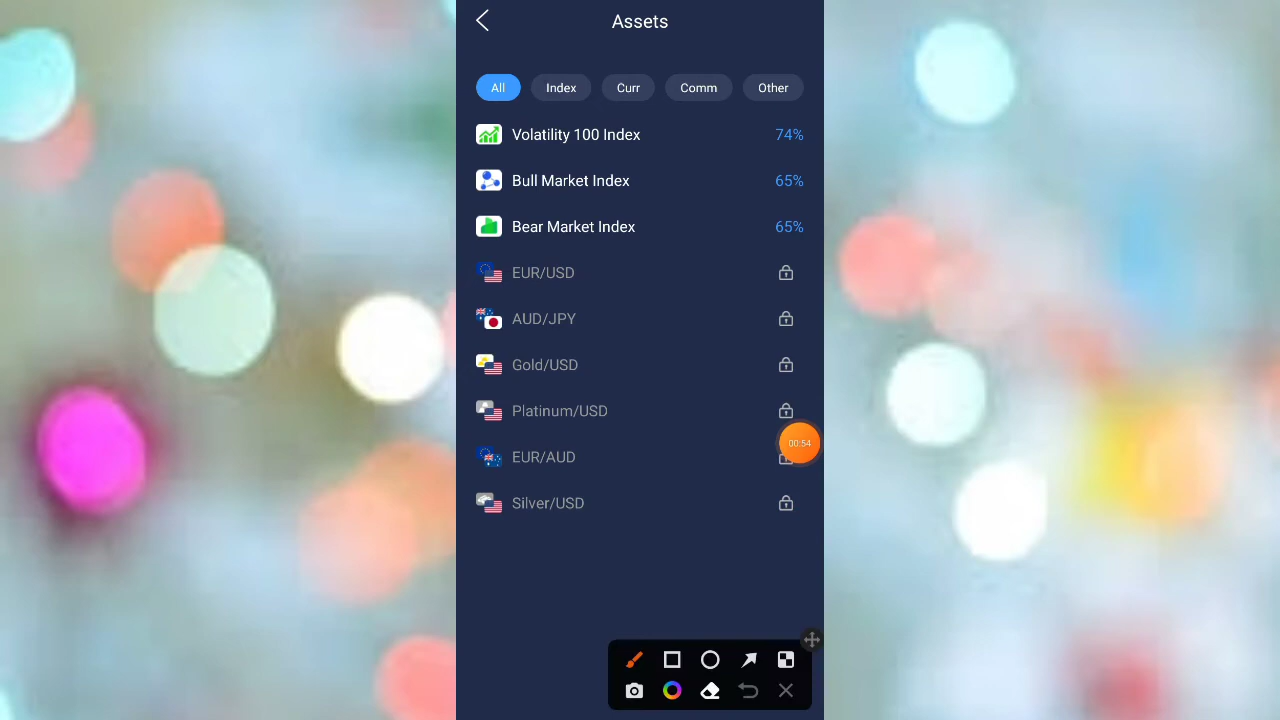 Assets
All Index Curr Comm Other
Volatility 100 Index 74%
Bull Market Index 65%
Bear Market Index 65%
EUR/USD
AUD/JPY
Gold/USD
Platinum/USD
00:54
EUR/AUD
Silver/USD